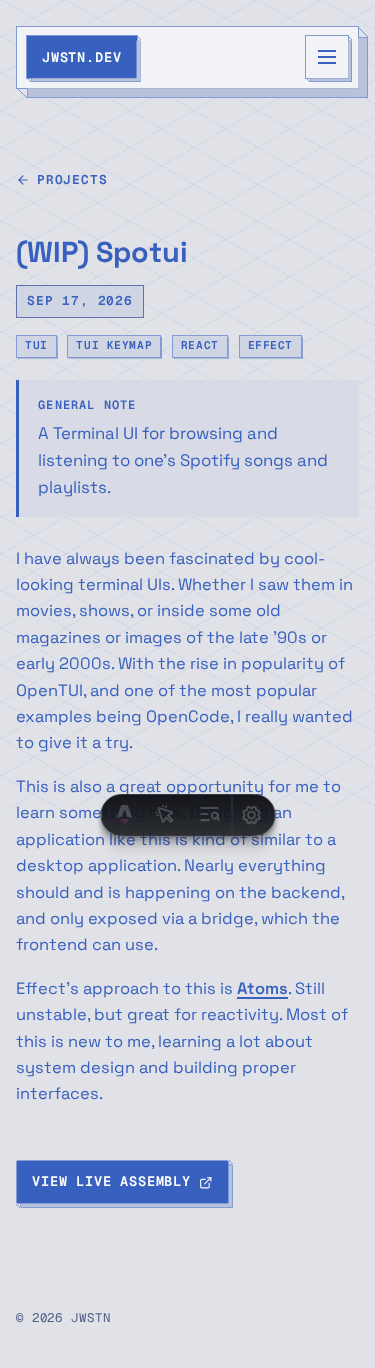 JWSTN.DEV
← PROJECTS
(WIP) Spotui
SEP 17, 2026
TUI TUI KEYMAP REACT EFFECT
GENERAL NOTE
A Terminal UI for browsing and
listening to one's Spotify songs and
playlists.
I have always been fascinated by cool-
looking terminal UIs. Whether I saw them in
movies, shows, or inside some old
magazines or images of the late '90s or
early 2000s. With the rise in popularity of
OpenTUI, and one of the most popular
examples being OpenCode, I really wanted
to give it a try.
This is also a great opportunity for me to
learn an
application like this is kind of similar to a
desktop application. Nearly everything
should and is happening on the backend,
and only exposed via a bridge, which the
frontend can use.
Effect's approach to this is Atoms. Still
unstable, but great for reactivity. Most of
this is new to me, learning a lot about
system design and building proper
interfaces.
VIEW LIVE ASSEMBLY
© 2026 JWSTN